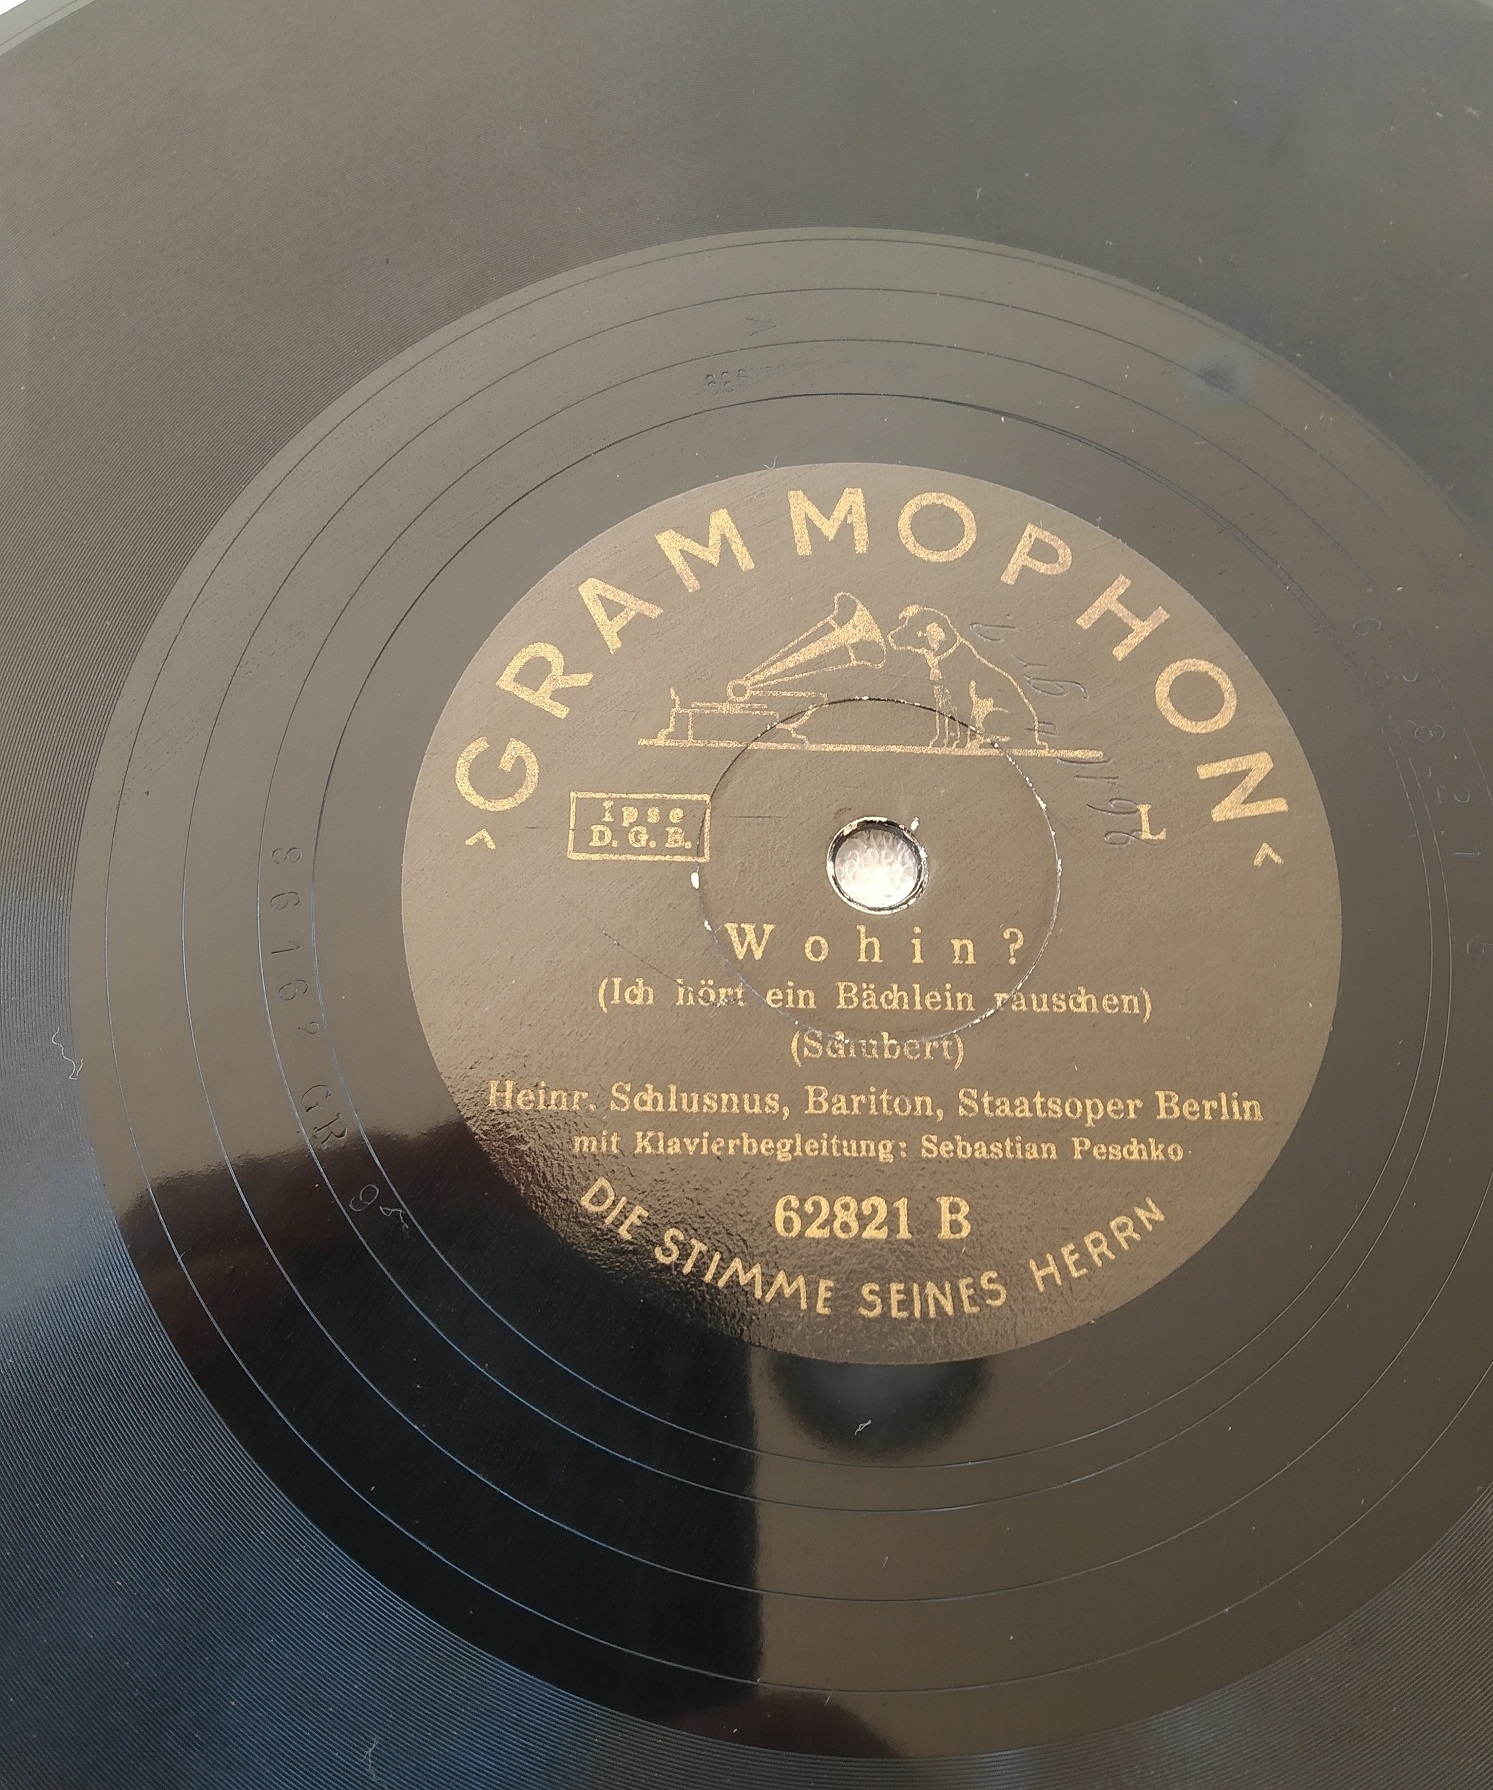 GRAMMOPHON
Ipse
D. G. B.
L
Wohin?
(Ich hört ein Bächlein rauschen)
(Schubert)
Heinr. Schlusnus, Bariton, Staatsoper Berlin
mit Klavierbegleitung: Sebastian Peschko
62821 B
DIE STIMME SEINES HERRN